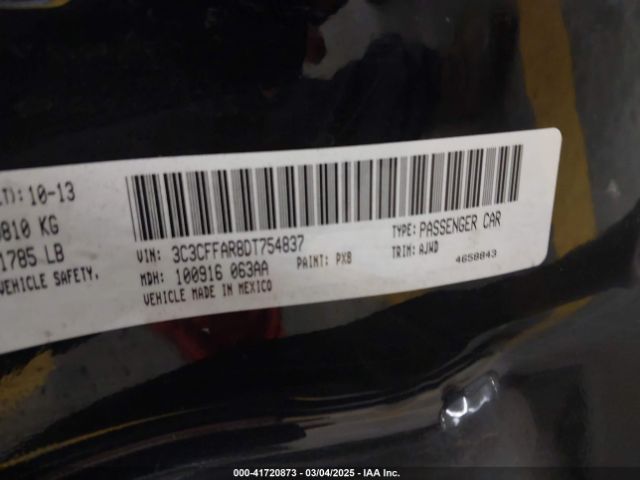 LT): 10-13
810 KG
1785 LB
VEHICLE SAFETY,
VIN: 3C3CFFAR8DT754837
TYPE: PASSENGER CAR
MDH: 100916 063AA
PAINT: PX8
TRIM: AJWD
4658843
VEHICLE MADE IN MEXICO
000-41720873 — 03/04/2025 — IAA Inc.